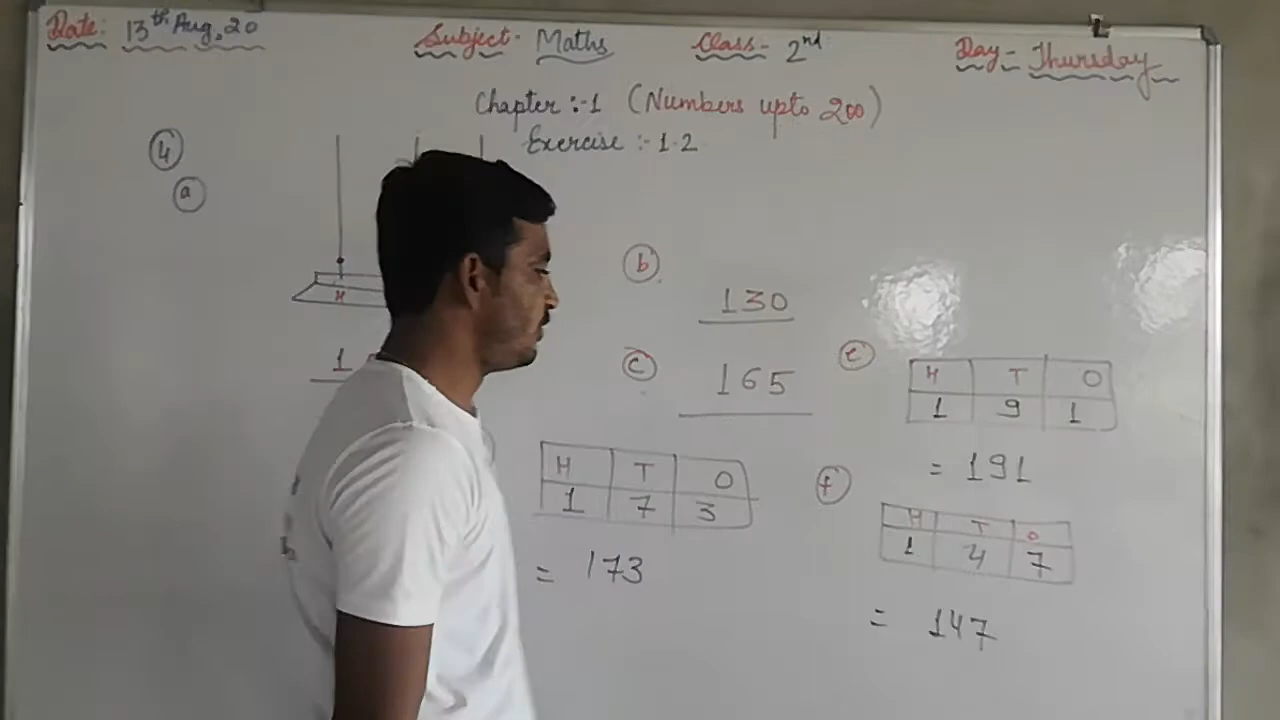 Date: 13th Aug, 20 Subject- Maths Class- 2nd Day- Thursday
Chapter :-1 (Numbers upto 200)
Exercise :- 1.2
4
a
H
1
b
130
c
165
H T O
1 7 3
= 173
e
H T O
1 9 1
= 191
f
H T O
1 4 7
= 147